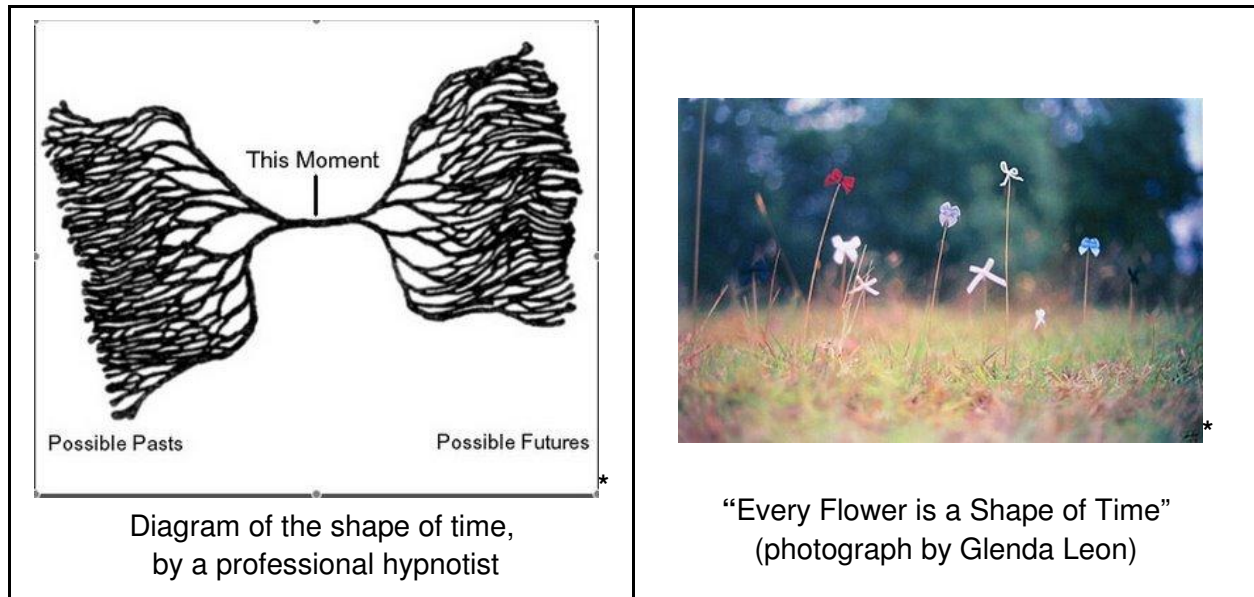 This Moment
Possible Pasts
Possible Futures
*
Diagram of the shape of time,
by a professional hypnotist
*
“Every Flower is a Shape of Time”
(photograph by Glenda Leon)